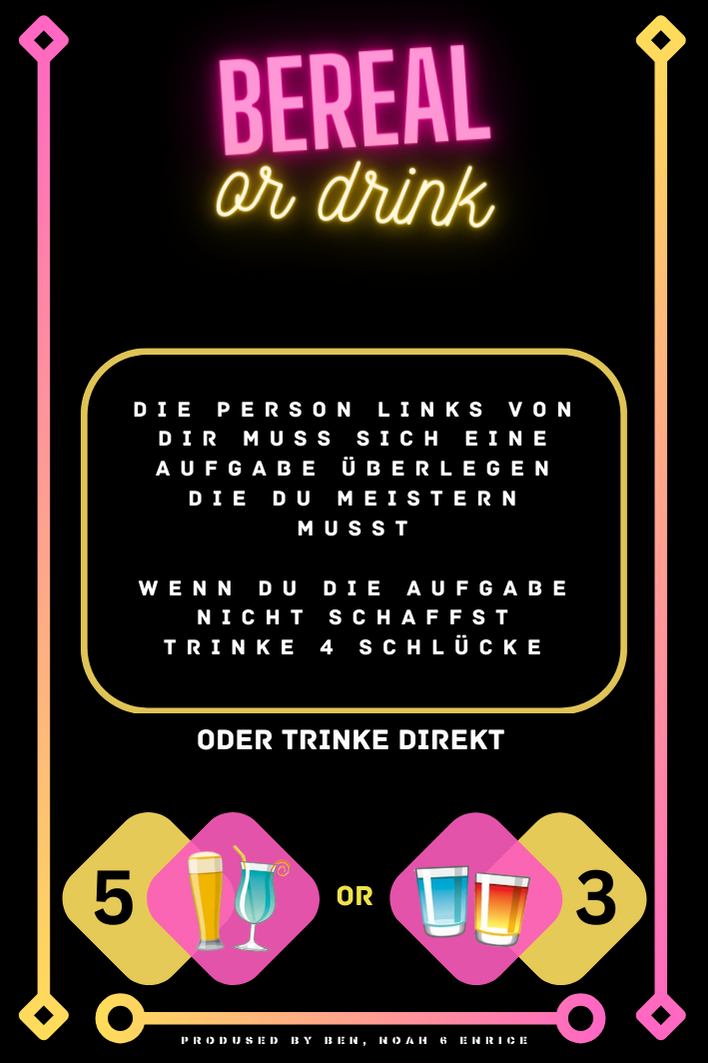 BEREAL
or drink
DIE PERSON LINKS VON
DIR MUSS SICH EINE
AUFGABE ÜBERLEGEN
DIE DU MEISTERN
MUSST
WENN DU DIE AUFGABE
NICHT SCHAFFST
TRINKE 4 SCHLÜCKE
ODER TRINKE DIREKT
5 OR 3
PRODUSED BY BEN, NOAH 6 ENRICE